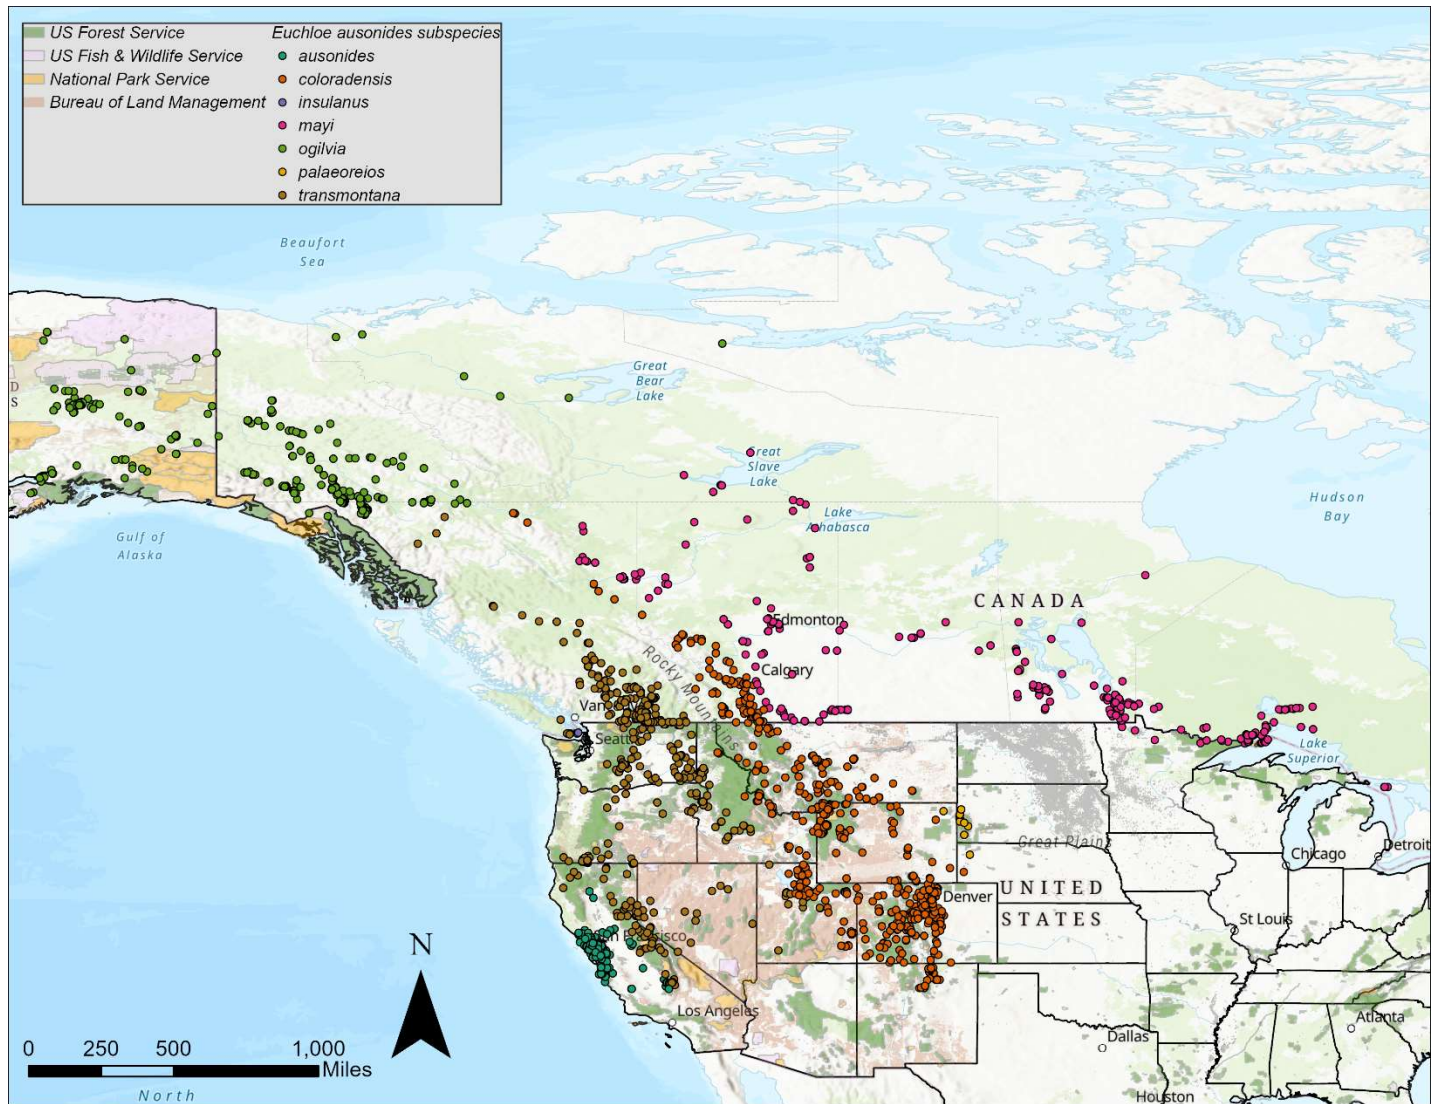 US Forest Service
US Fish & Wildlife Service
National Park Service
Bureau of Land Management
Euchloe ausonides subspecies
ausonides
coloradensis
insulanus
mayi
ogilvia
palaeoreios
transmontana
Beaufort
Sea
Great
Bear
Lake
D
S
Great
Slave
Lake
Lake
Athabasca
Hudson
Bay
Gulf of
Alaska
CANADA
Edmonton
Calgary
Rocky Mountains
Lake
Superior
Great Plains
Chicago
Detroit
UNITED
STATES
Denver
St Louis
N
Los Angeles
Atlanta
Dallas
Houston
0 250 500 1,000
Miles
North